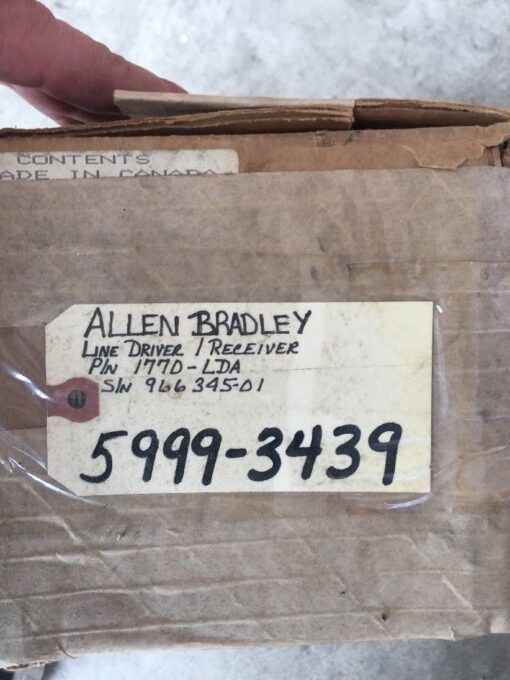 CONTENTS
ADE IN CANADA
ALLEN BRADLEY
LINE DRIVER / RECEIVER
P/N 1770-LDA
S/N 966345-01
5999-3439